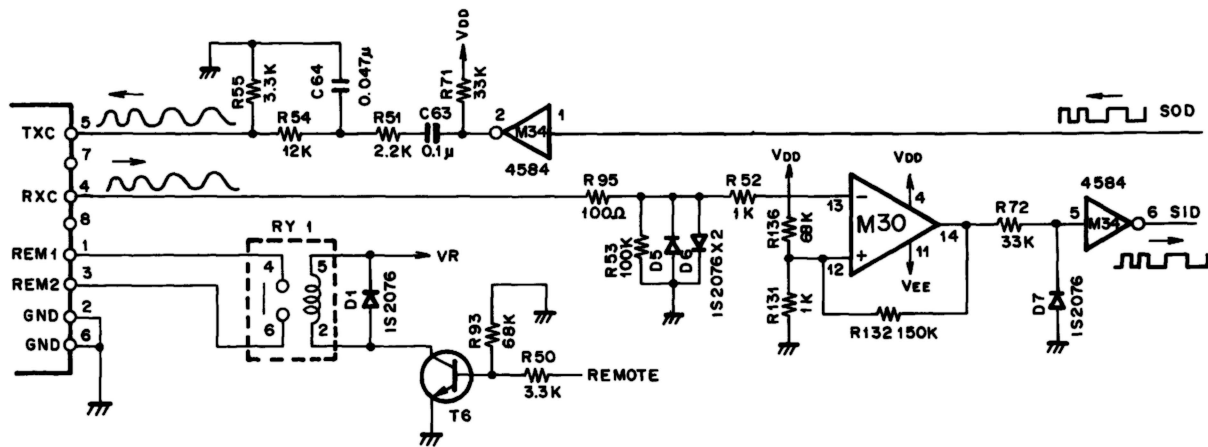 VDD
R55
3.3K
C64
0.047μ
R71
33K
TXC
5
R54
12K
R51
2.2K
C63
0.1μ
2
M34
1
4584
SOD
7
RXC
4
8
R95
100Ω
R53
100K
D5
D6
1S2076 X 2
R52
1K
VDD
R136
68K
R131
1K
13
12
M30
VDD
4
11
VEE
14
R132 150K
R72
33K
D7
1S2076
4584
5
M34
6
SID
REM1
1
REM2
3
GND
2
GND
6
RY 1
4
5
6
2
D1
1S2076
VR
R93
68K
R50
3.3K
REMOTE
T6